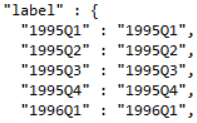 "label" : {
"1995Q1" : "1995Q1",
"1995Q2" : "1995Q2",
"1995Q3" : "1995Q3",
"1995Q4" : "1995Q4",
"1996Q1" : "1996Q1",